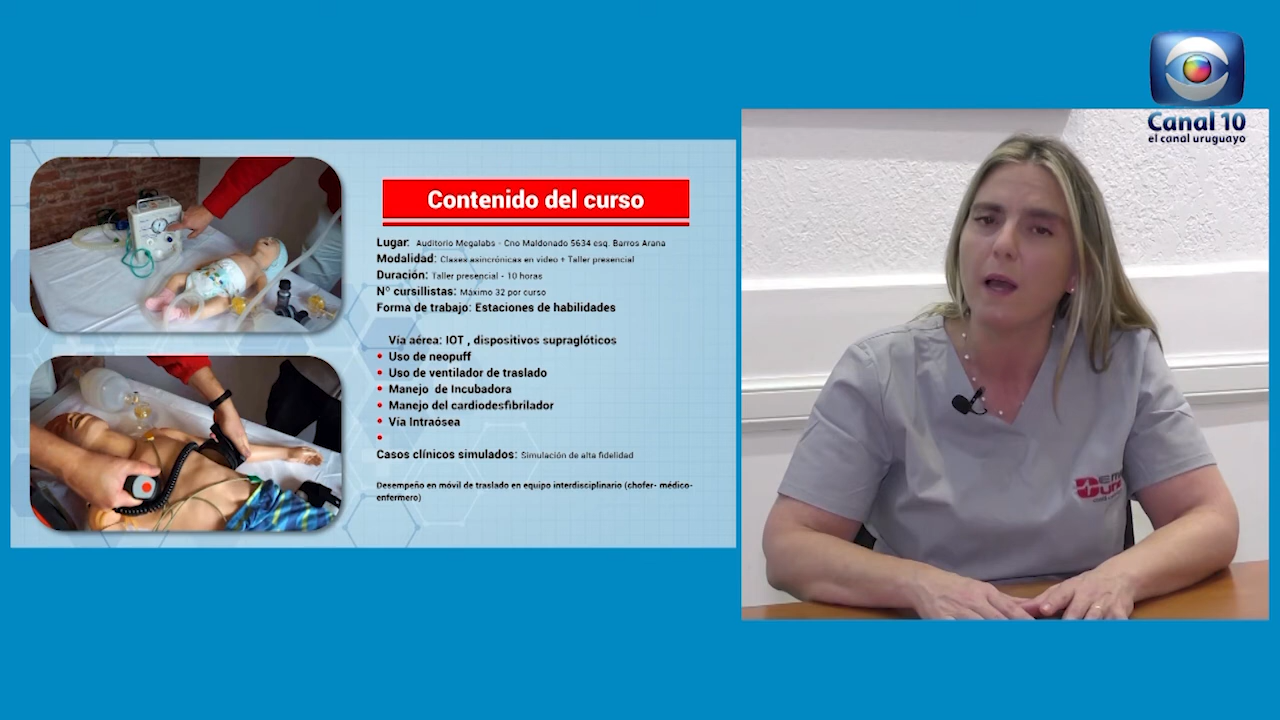 Canal 10
el canal uruguayo
Contenido del curso
Lugar: Auditorio Megalabs - Cno Maldonado 5634 esq. Barros Arana
Modalidad: Clases asincrónicas en video + Taller presencial
Duración: Taller presencial - 10 horas
Nº cursillistas: Máximo 32 por curso
Forma de trabajo: Estaciones de habilidades
Vía aérea: IOT , dispositivos supraglóticos
• Uso de neopuff
• Uso de ventilador de traslado
• Manejo de Incubadora
• Manejo del cardiodesfibrilador
• Vía Intraósea
•
Casos clínicos simulados: Simulación de alta fidelidad
Desempeño en móvil de traslado en equipo interdisciplinario (chofer- médico-
enfermero)